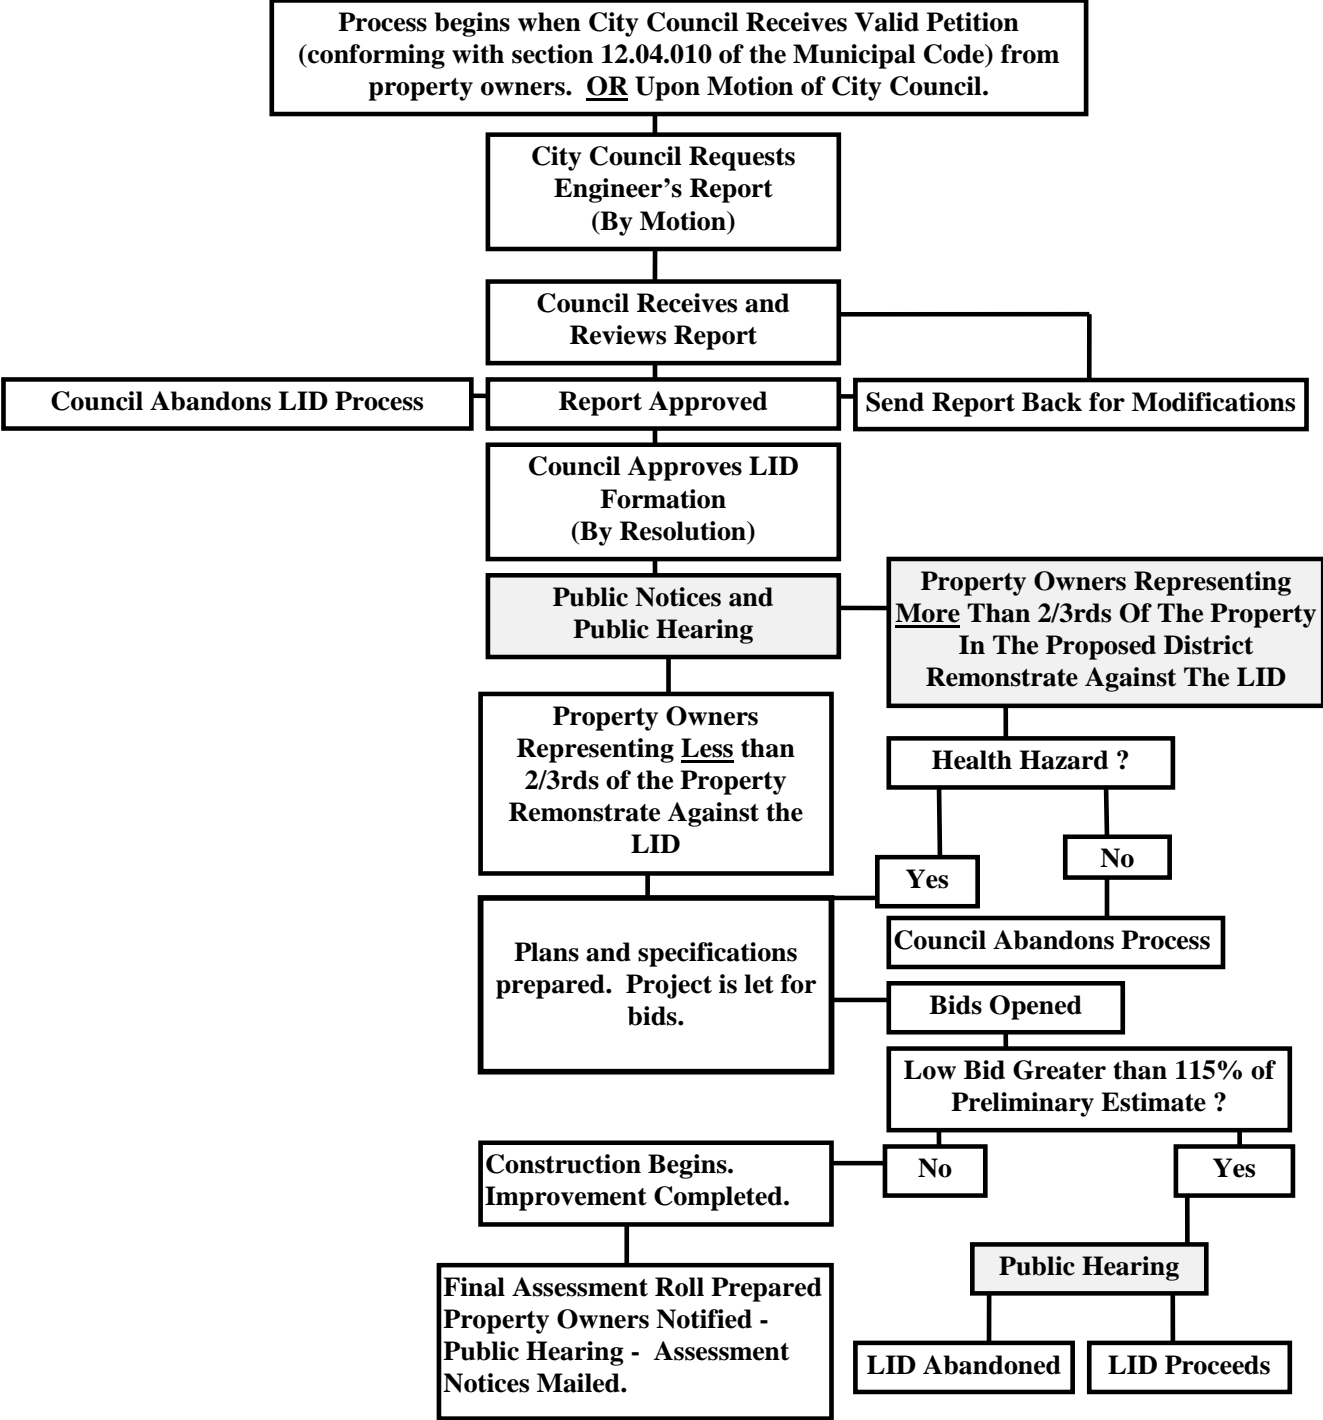 Process begins when City Council Receives Valid Petition
(conforming with section 12.04.010 of the Municipal Code) from
property owners.  OR Upon Motion of City Council.
City Council Requests
Engineer’s Report
(By Motion)
Council Receives and
Reviews Report
Council Abandons LID Process
Report Approved
Send Report Back for Modifications
Council Approves LID
Formation
(By Resolution)
Public Notices and
Public Hearing
Property Owners Representing
More Than 2/3rds Of The Property
In The Proposed District
Remonstrate Against The LID
Property Owners
Representing Less than
2/3rds of the Property
Remonstrate Against the
LID
Health Hazard ?
Yes
No
Council Abandons Process
Plans and specifications
prepared.  Project is let for
bids.
Bids Opened
Low Bid Greater than 115% of
Preliminary Estimate ?
No
Yes
Construction Begins.
Improvement Completed.
Public Hearing
Final Assessment Roll Prepared
Property Owners Notified -
Public Hearing -  Assessment
Notices Mailed.
LID Abandoned
LID Proceeds